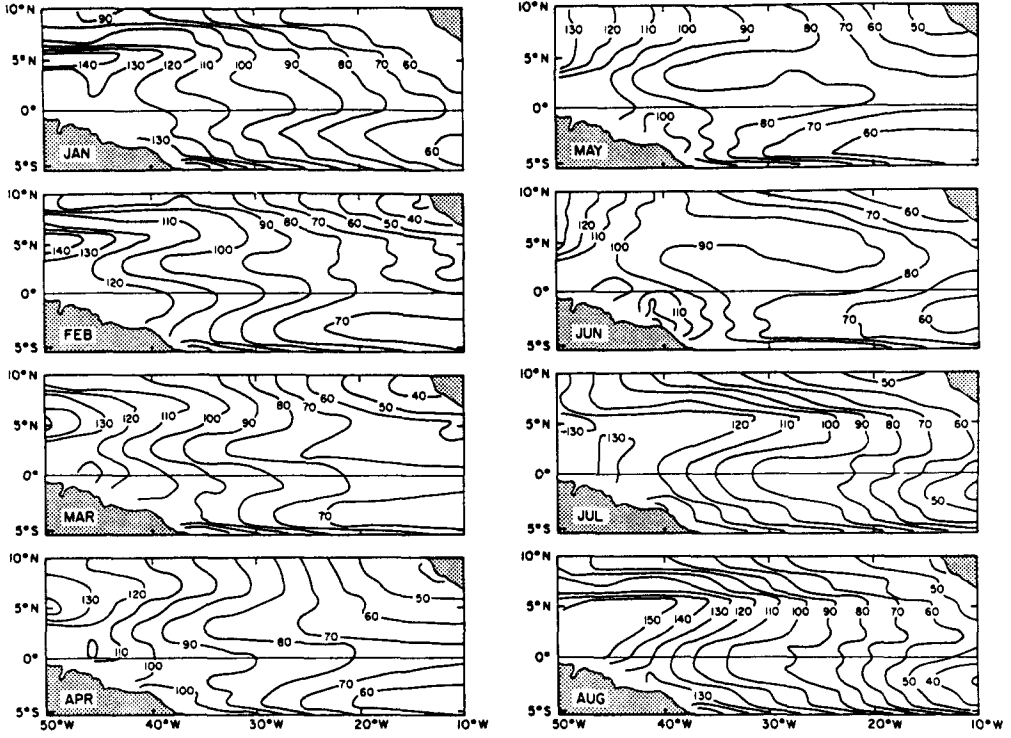 10°N
90
140 130 120 110 100 90 80 70 60
5°N
0°
130
60
JAN
5°S
10°N
110 90 80 70 60 50 40
5°N
140 130 100
120
0°
70
FEB
5°S
10°N
130 120 110 100 90 80 70 60 50 40
5°N
0°
70
MAR
5°S
10°N
130 120
50
5°N
60
110 100 90 80 70
0°
100 70 60
APR
5°S
50°W 40°W 30°W 20°W 10°W
130 120 110 100 90 80 70 60 50
10°N
5°N
0°
100
80 70 60
MAY
5°S
10°N
120 110 100 90
70 60
5°N
80
0°
110
70 60
JUN
5°S
10°N
50
120 110 100 90 80 70 60
5°N
130 130
0°
50
JUL
5°S
10°N
150 140 130 120 110 100 90 80 70 60
5°N
0°
50 40
130
AUG
5°S
50°W 40°W 30°W 20°W 10°W